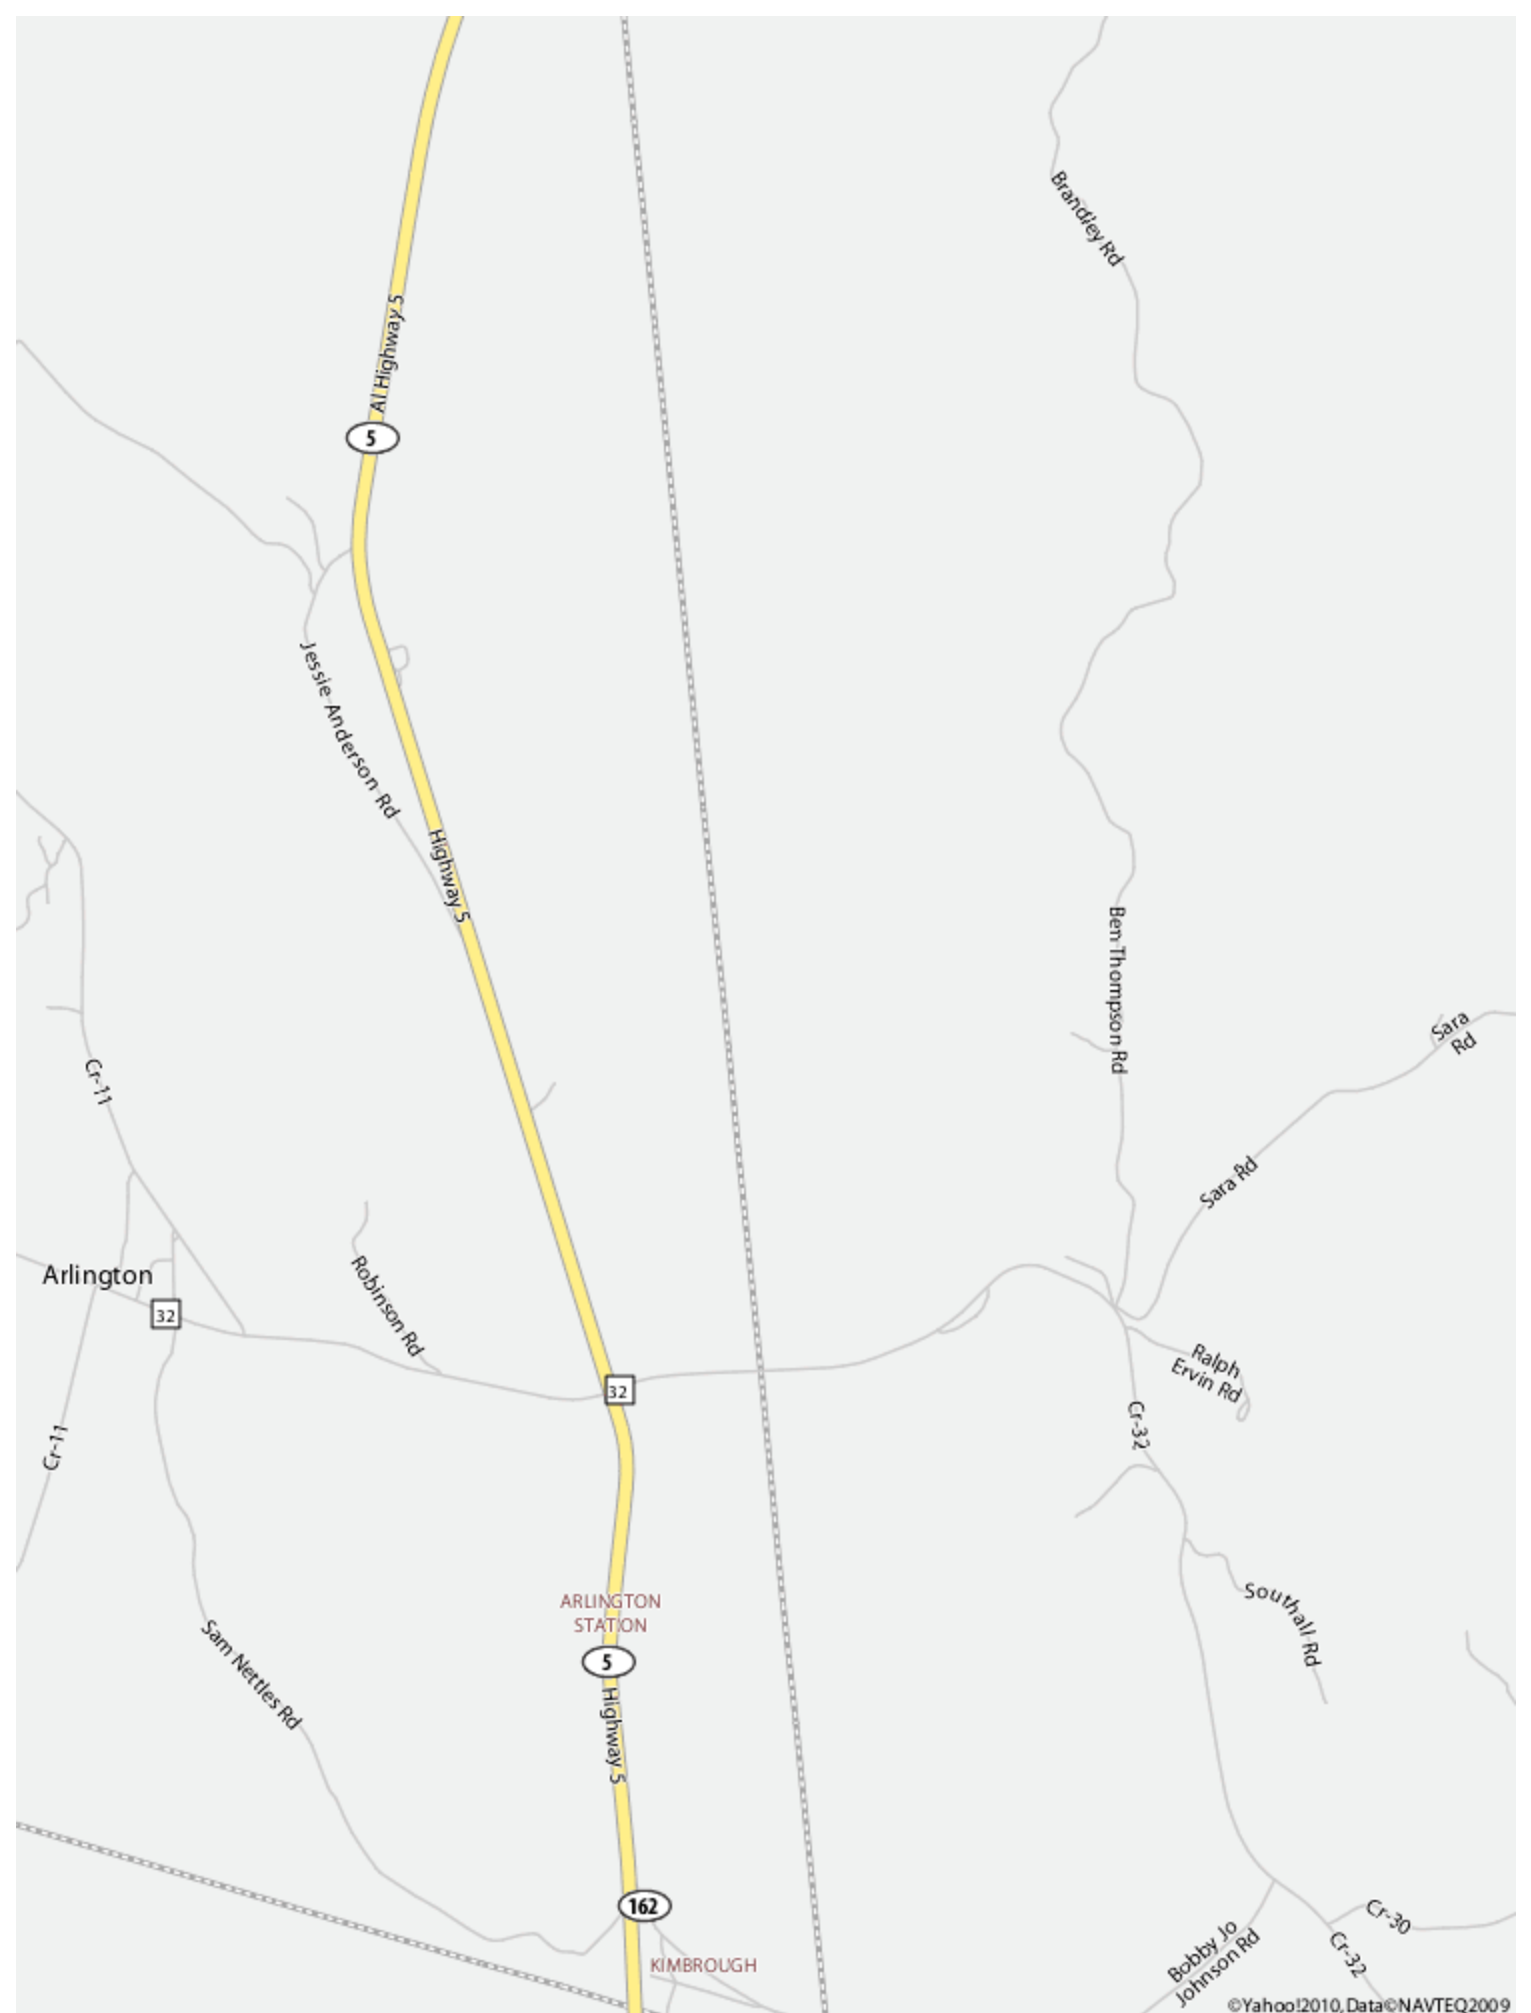 Brandley Rd
Al Highway 5
5
Jessie Anderson Rd
Highway 5
Ben Thompson Rd
Sara
Rd
Cr-11
Sara Rd
Arlington
32
Robinson Rd
32
Ralph
Ervin Rd
Cr-32
Cr-11
ARLINGTON
STATION
5
Southall Rd
Sam Nettles Rd
Highway 5
162
KIMBROUGH
Cr-30
Bobby Jo
Johnson Rd
Cr-32
©Yahoo!2010, Data©NAVTEQ2009